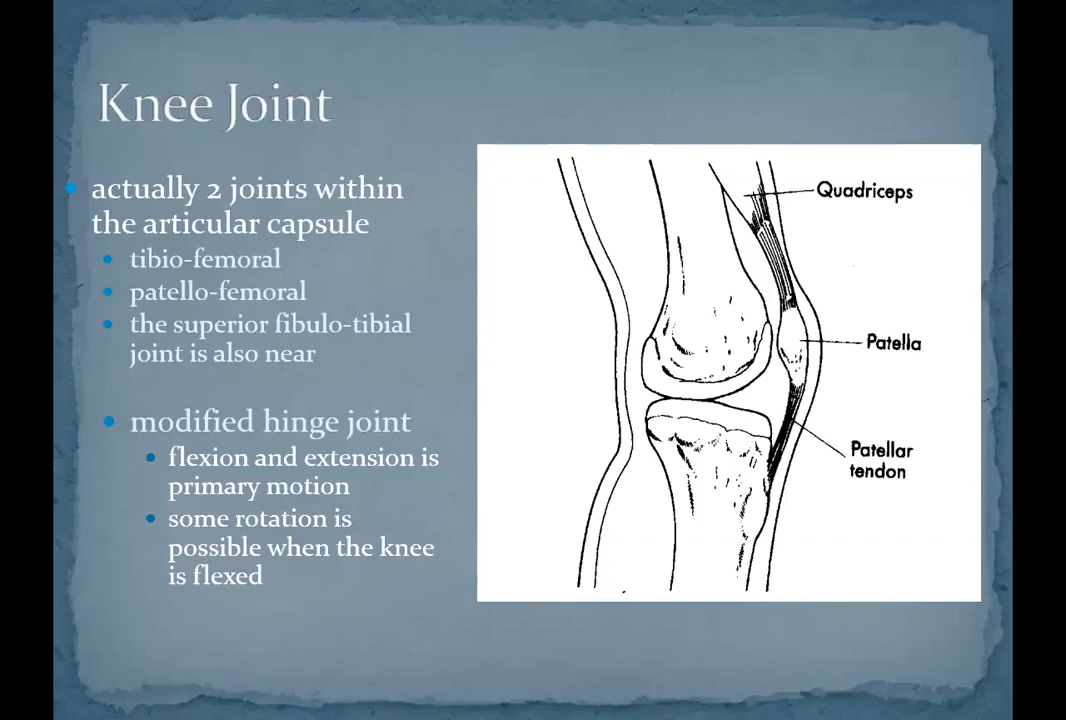 Knee Joint
actually 2 joints within
the articular capsule
tibio-femoral
patello-femoral
the superior fibulo-tibial
joint is also near
modified hinge joint
flexion and extension is
primary motion
some rotation is
possible when the knee
is flexed
Quadriceps
Patella
Patellar
tendon